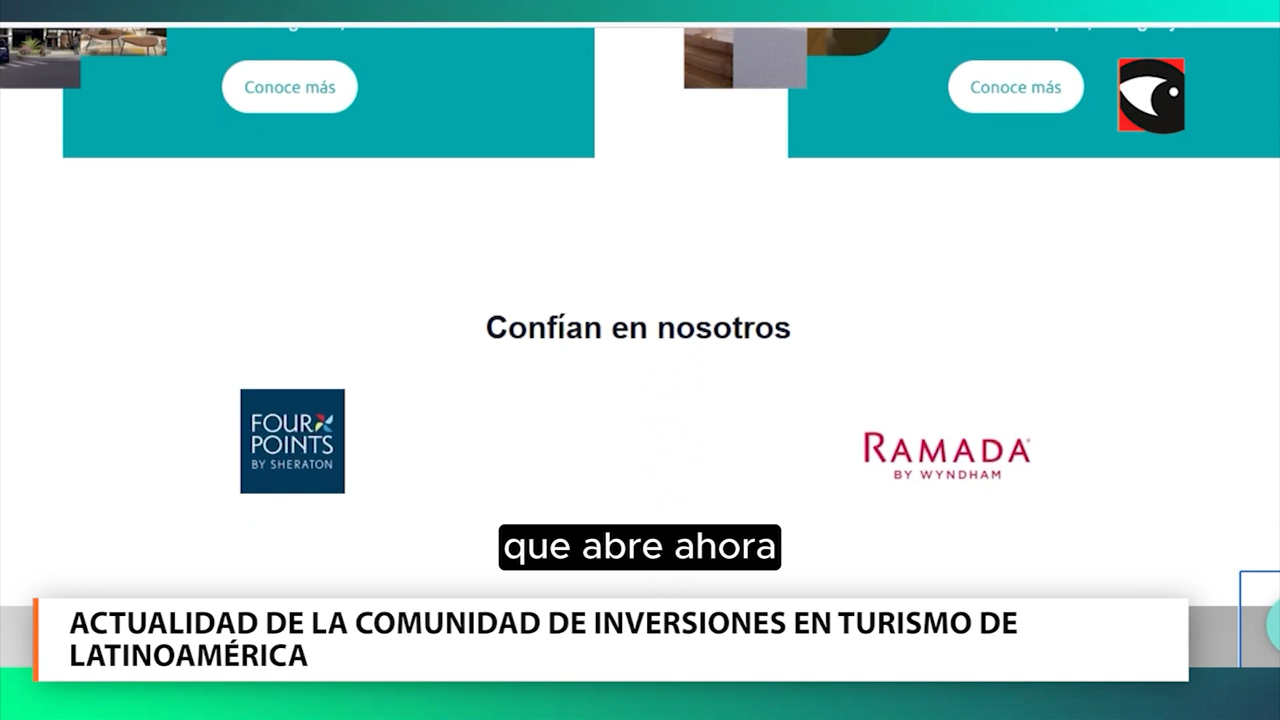 Conoce más
Conoce más
Confían en nosotros
FOUR
POINTS
BY SHERATON
RAMADA
BY WYNDHAM
que abre ahora
ACTUALIDAD DE LA COMUNIDAD DE INVERSIONES EN TURISMO DE
LATINOAMÉRICA